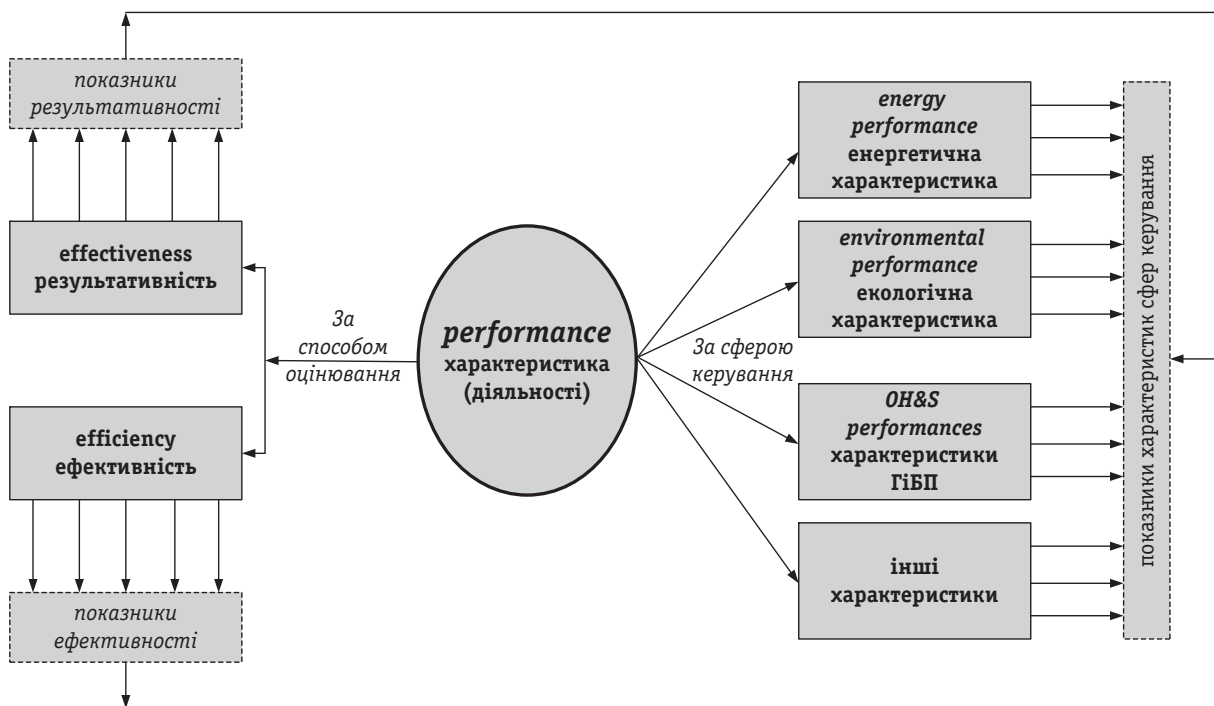 показники
результативності
effectiveness
результативність
efficiency
ефективність
показники
ефективності
За
способом
оцінювання
performance
характеристика
(діяльності)
За сферою
керування
energy
performance
енергетична
характеристика
environmental
performance
екологічна
характеристика
OH&S
performances
характеристики
ГіБП
інші
характеристики
показники характеристик сфер керування